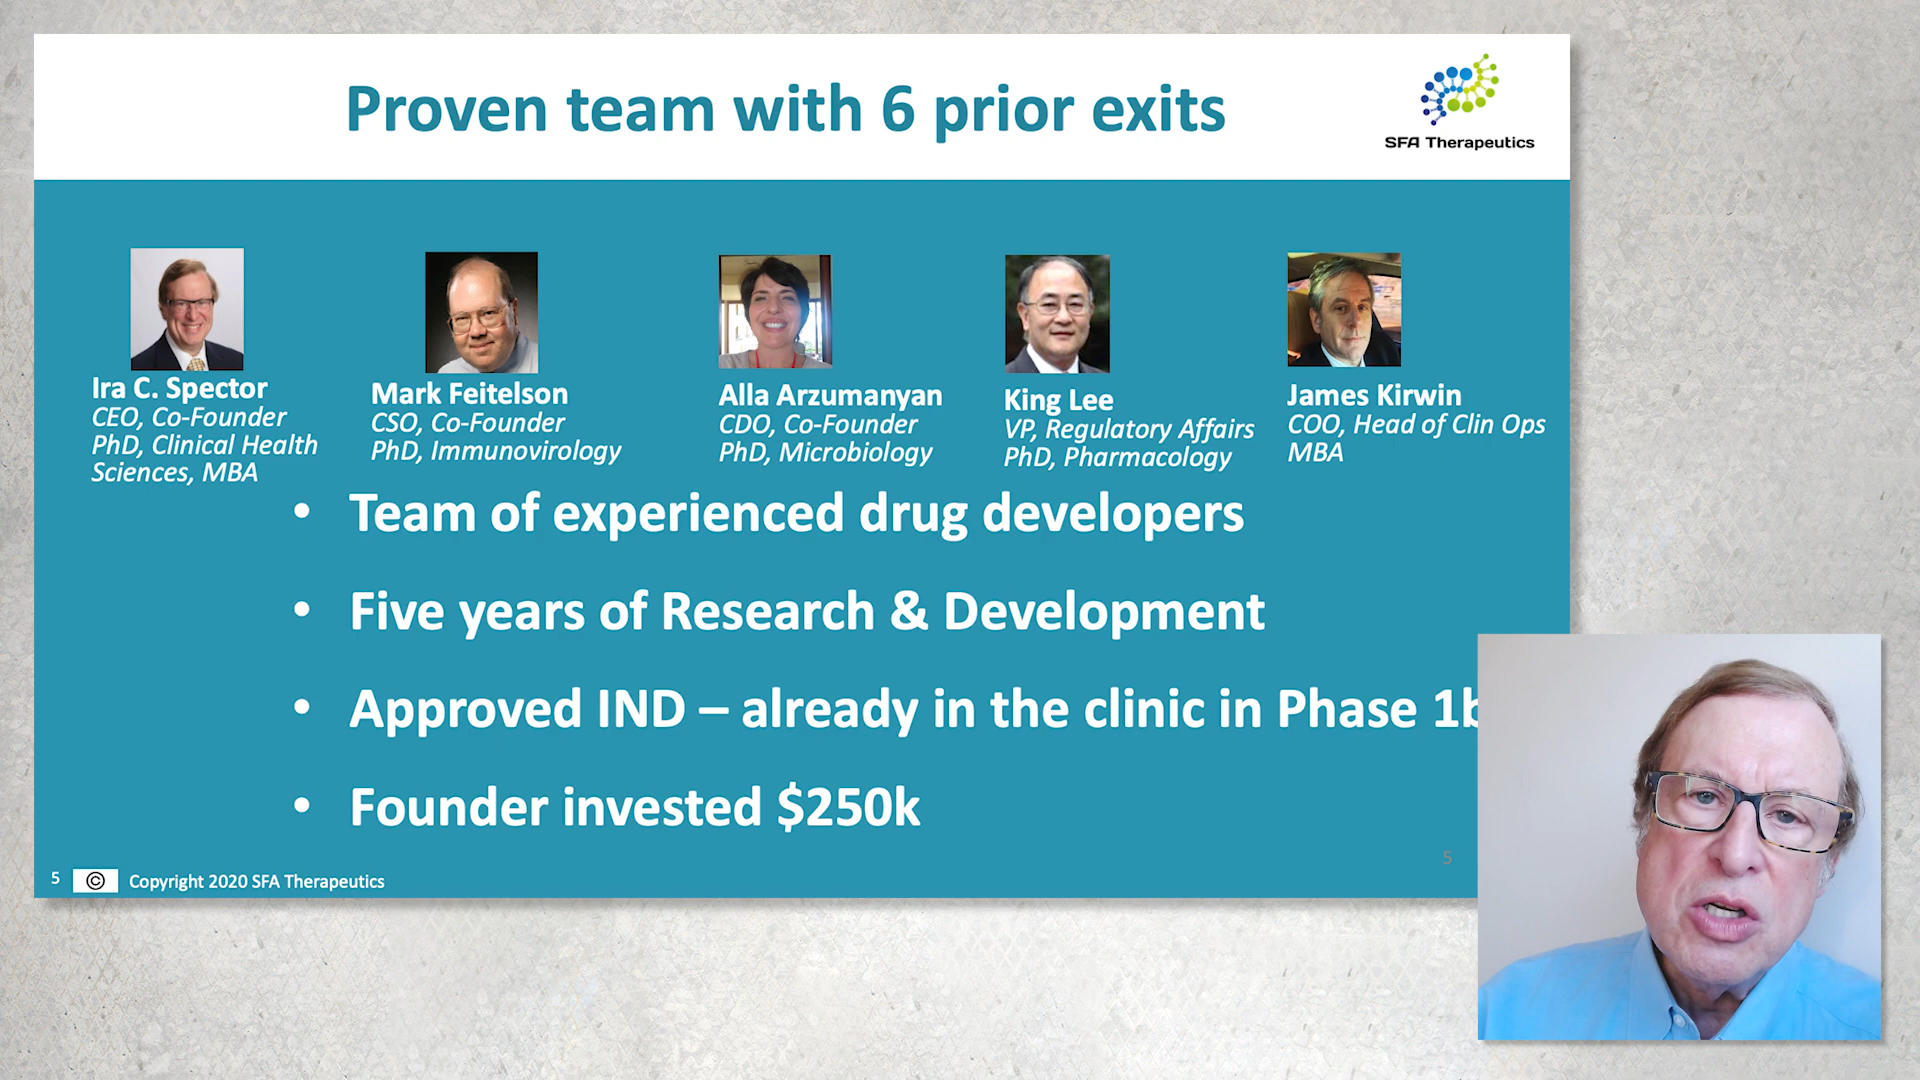 Proven team with 6 prior exits
SFA Therapeutics
Ira C. Spector
CEO, Co-Founder
PhD, Clinical Health
Sciences, MBA
Mark Feitelson
CSO, Co-Founder
PhD, Immunovirology
Alla Arzumanyan
CDO, Co-Founder
PhD, Microbiology
King Lee
VP, Regulatory Affairs
PhD, Pharmacology
James Kirwin
COO, Head of Clin Ops
MBA
• Team of experienced drug developers
• Five years of Research & Development
• Approved IND – already in the clinic in Phase 1b
• Founder invested $250k
5
5 © Copyright 2020 SFA Therapeutics